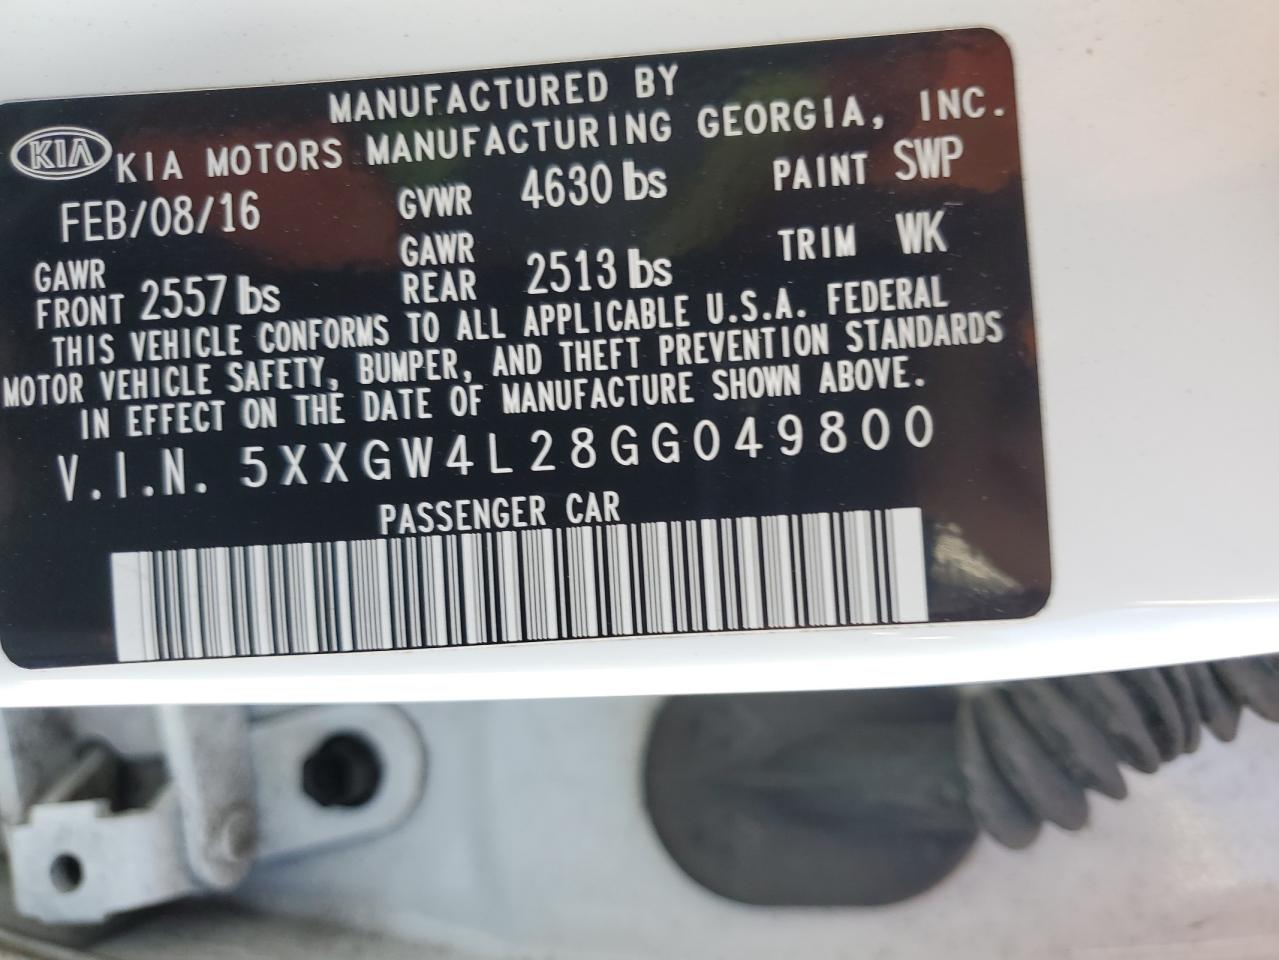 MANUFACTURED BY
KIA KIA MOTORS MANUFACTURING GEORGIA, INC.
FEB/08/16 GVWR 4630 lbs PAINT SWP
GAWR FRONT 2557 lbs GAWR REAR 2513 lbs TRIM WK
THIS VEHICLE CONFORMS TO ALL APPLICABLE U.S.A. FEDERAL
MOTOR VEHICLE SAFETY, BUMPER, AND THEFT PREVENTION STANDARDS
IN EFFECT ON THE DATE OF MANUFACTURE SHOWN ABOVE.
V.I.N. 5XXGW4L28GG049800
PASSENGER CAR